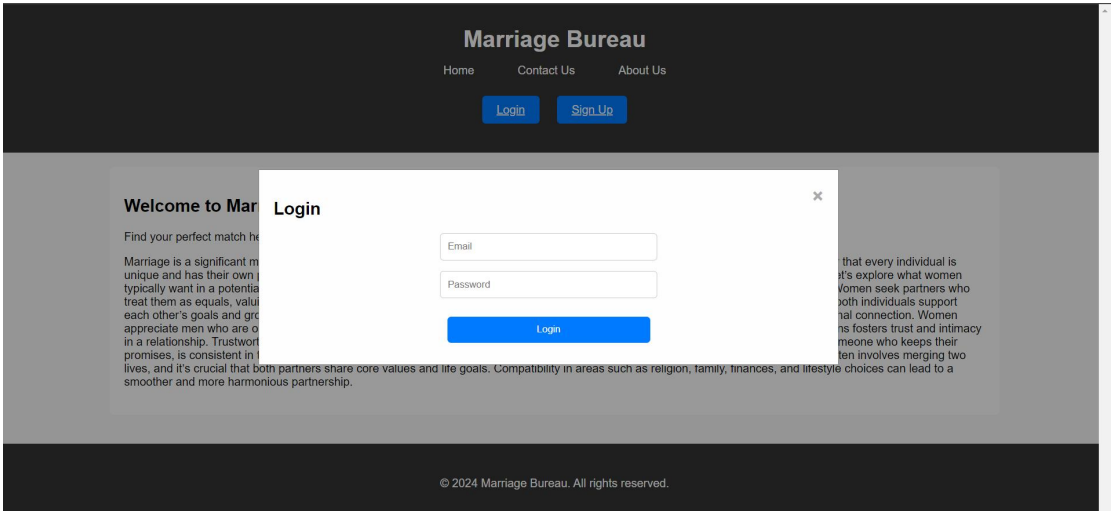 Marriage Bureau
Home Contact Us About Us
Login Sign Up
Welcome to Mar
Login
×
Find your perfect match he
Email
Marriage is a significant m
that every individual is
unique and has their own
et's explore what women
Password
typically want in a potentia
Women seek partners who
treat them as equals, valui
both individuals support
each other's goals and gro
nal connection. Women
Login
appreciate men who are o
ns fosters trust and intimacy
in a relationship. Trustwort
meone who keeps their
promises, is consistent in t
ten involves merging two
lives, and it's crucial that both partners share core values and life goals. Compatibility in areas such as religion, family, finances, and lifestyle choices can lead to a
smoother and more harmonious partnership.
© 2024 Marriage Bureau. All rights reserved.